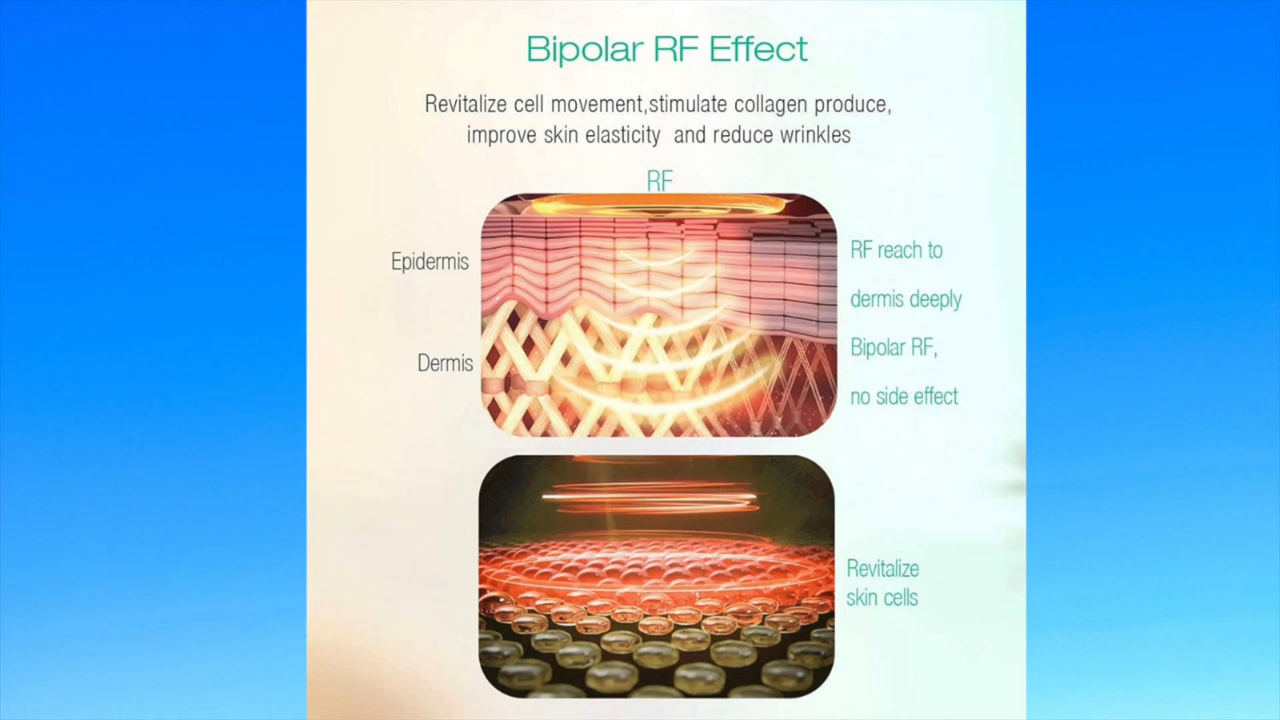 Bipolar RF Effect
Revitalize cell movement,stimulate collagen produce,
improve skin elasticity and reduce wrinkles
RF
Epidermis
Dermis
RF reach to
dermis deeply
Bipolar RF,
no side effect
Revitalize
skin cells